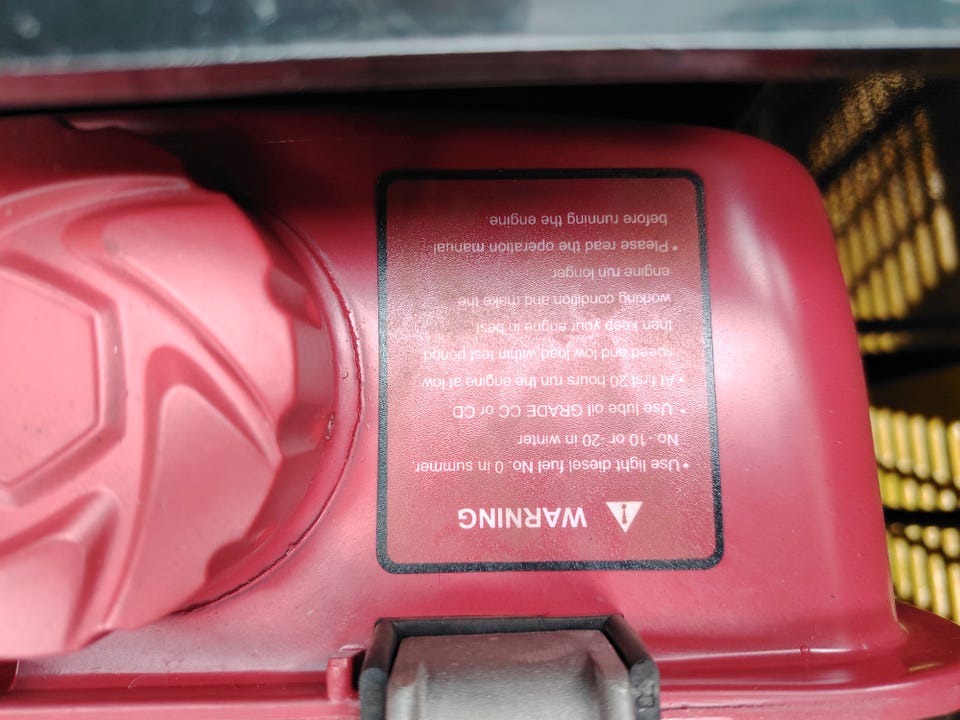 WARNING
• Use light diesel fuel No. 0 in summer,
No.-10 or -20 in winter
• Use lube oil GRADE CC or CD
• At first 20 hours run the engine at low
speed and low load within test period
then keep your engne in best
working condition and make the
engine run longer
• Please read the operation manual
before running the engine.